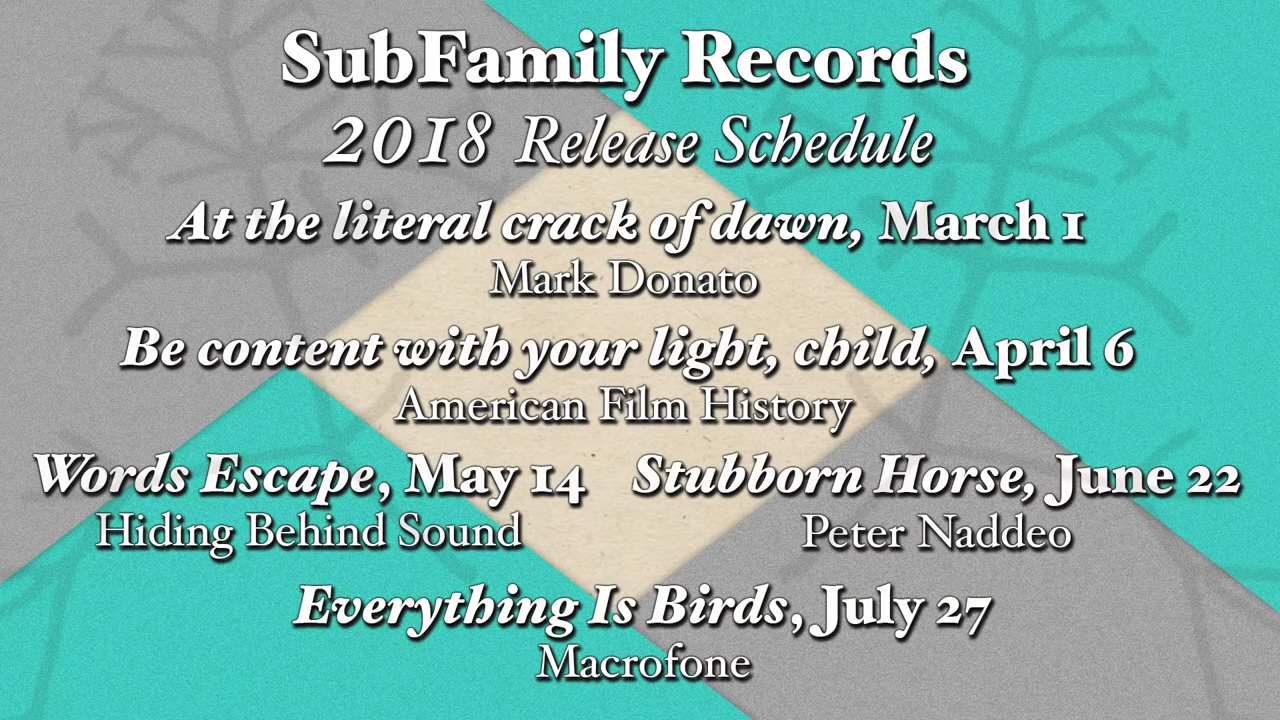 SubFamily Records
2018 Release Schedule
At the literal crack of dawn, March 1
Mark Donato
Be content with your light, child, April 6
American Film History
Words Escape, May 14
Hiding Behind Sound
Stubborn Horse, June 22
Peter Naddeo
Everything Is Birds, July 27
Macrofone